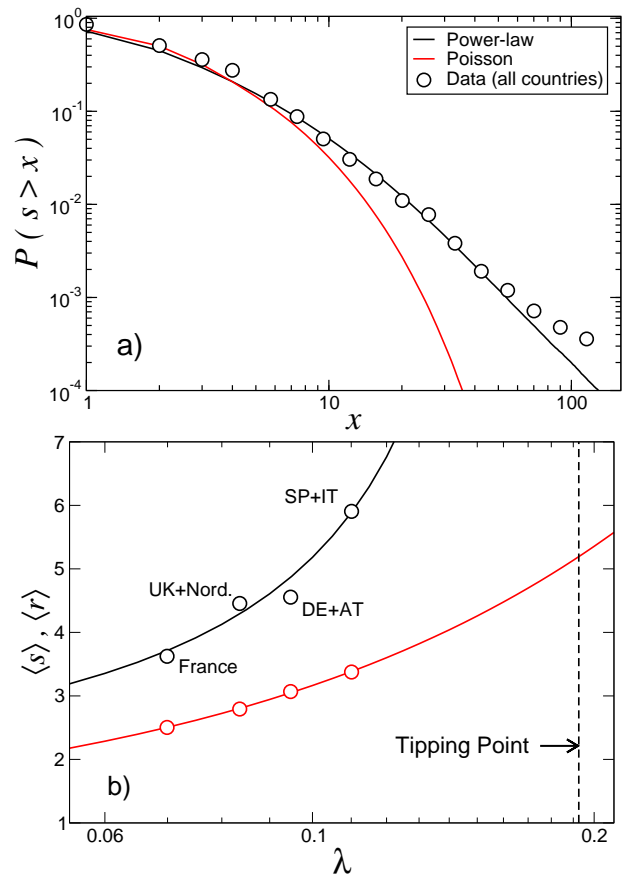 10^0
Power-law
Poisson
Data (all countries)
10^-1
10^-2
10^-3
10^-4
P ( s > x )
a)
1
10
100
x
7
6
5
4
3
2
1
⟨s⟩ , ⟨r⟩
SP+IT
UK+Nord.
DE+AT
France
Tipping Point
b)
0.06
0.1
0.2
λ